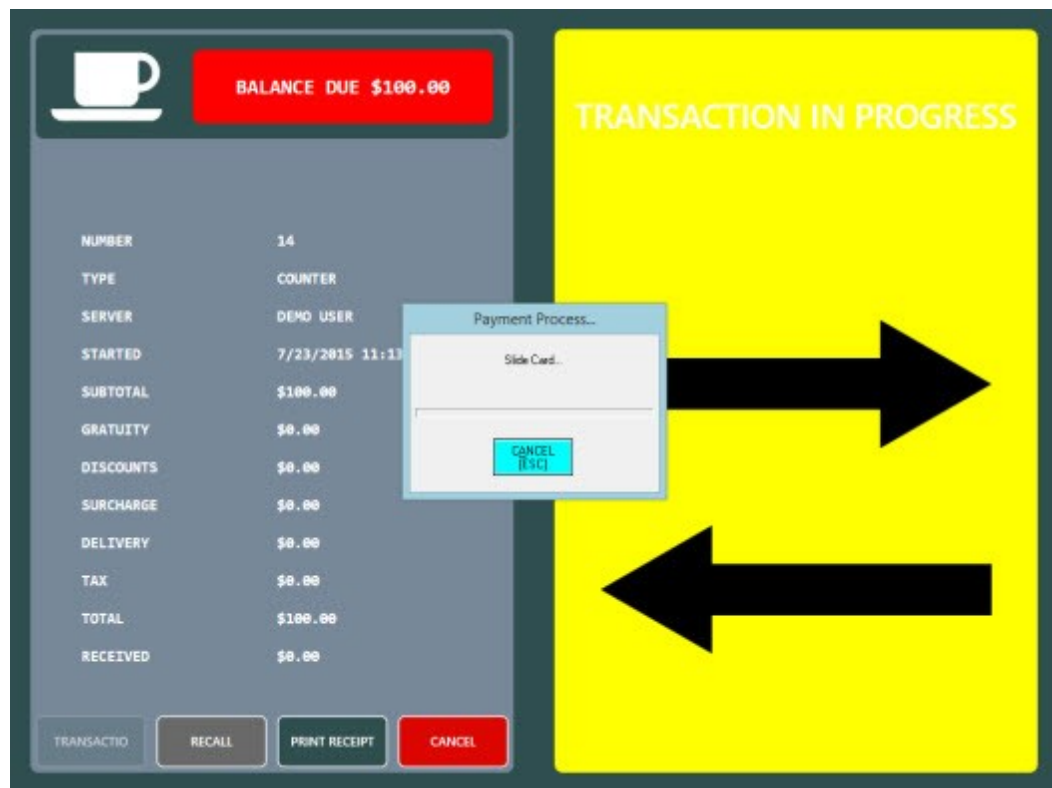 BALANCE DUE $100.00
TRANSACTION IN PROGRESS
NUMBER 14
TYPE COUNTER
SERVER DEMO USER
STARTED 7/23/2015 11:13
SUBTOTAL $100.00
GRATUITY $0.00
DISCOUNTS $0.00
SURCHARGE $0.00
DELIVERY $0.00
TAX $0.00
TOTAL $100.00
RECEIVED $0.00
Payment Process...
Slide Card...
CANCEL
[ESC]
TRANSACTIO
RECALL
PRINT RECEIPT
CANCEL